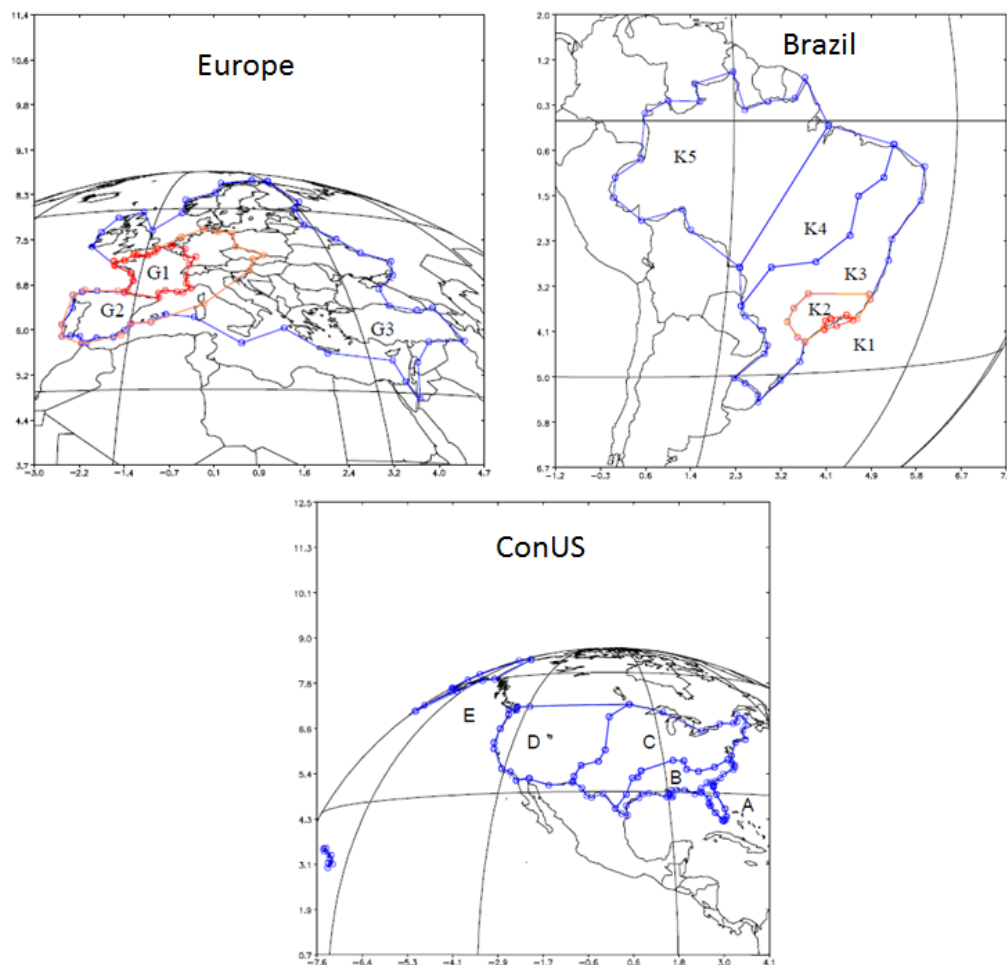 Europe
11.4
10.6
9.8
9.1
8.3
7.5
6.8
6.0
5.2
4.4
3.7
-3.0 -2.2 -1.4 -0.7 0.1 0.9 1.6 2.4 3.2 3.9 4.7
G1
G2
G3
Brazil
2.0
1.2
0.3
0.6
1.5
2.3
3.2
4.1
5.0
5.8
6.7
-1.2 -0.3 0.6 1.4 2.3 3.2 4.1 4.9 5.8 6.7 7.
K5
K4
K3
K2
K1
ConUS
12.5
11.3
10.1
9.0
7.8
6.6
5.4
4.3
3.1
1.9
0.7
-7.6 -6.4 -5.3 -4.1 -2.9 -1.7 -0.6 0.6 1.8 3.0 4.1
E
D
C
B
A